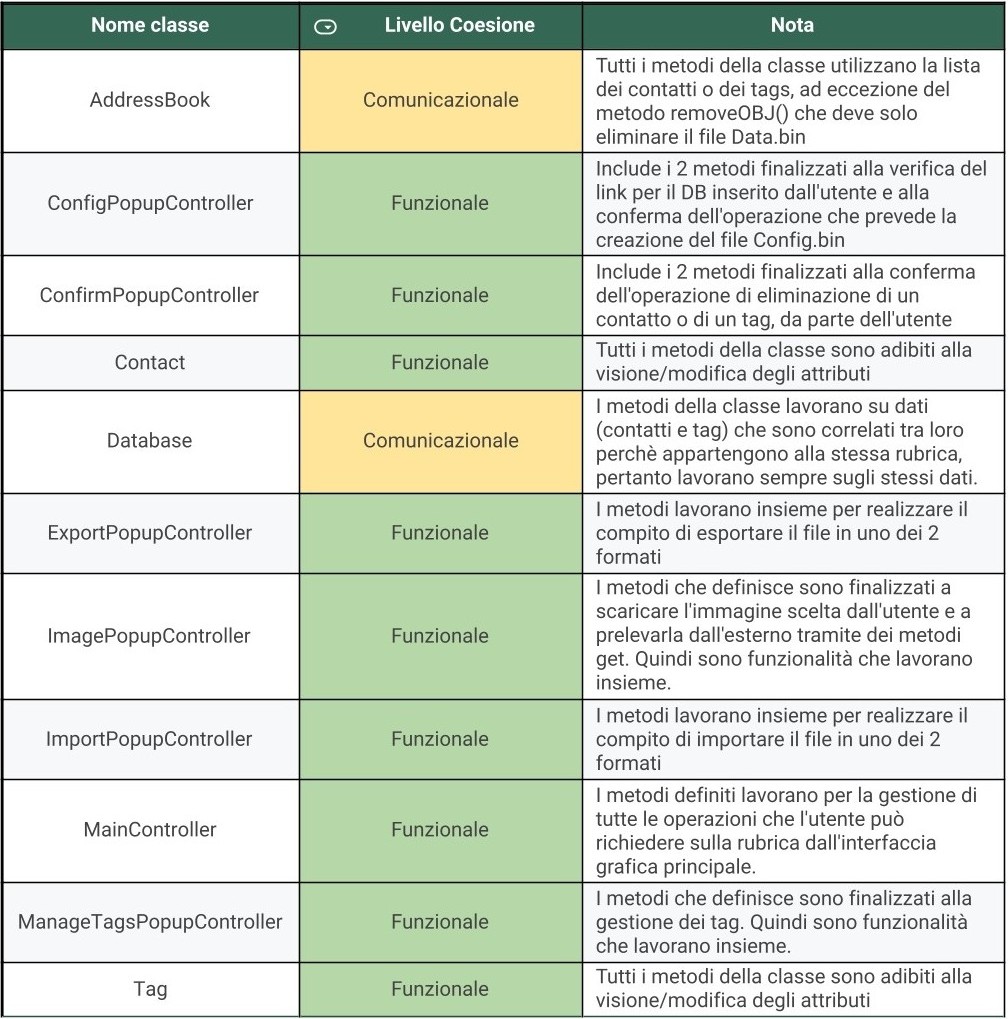 Nome classe
Livello Coesione
Nota
AddressBook
Comunicazionale
Tutti i metodi della classe utilizzano la lista
dei contatti o dei tags, ad eccezione del
metodo removeOBJ() che deve solo
eliminare il file Data.bin
ConfigPopupController
Funzionale
Include i 2 metodi finalizzati alla verifica del
link per il DB inserito dall'utente e alla
conferma dell'operazione che prevede la
creazione del file Config.bin
ConfirmPopupController
Funzionale
Include i 2 metodi finalizzati alla conferma
dell'operazione di eliminazione di un
contatto o di un tag, da parte dell'utente
Contact
Funzionale
Tutti i metodi della classe sono adibiti alla
visione/modifica degli attributi
Database
Comunicazionale
I metodi della classe lavorano su dati
(contatti e tag) che sono correlati tra loro
perchè appartengono alla stessa rubrica,
pertanto lavorano sempre sugli stessi dati.
ExportPopupController
Funzionale
I metodi lavorano insieme per realizzare il
compito di esportare il file in uno dei 2
formati
ImagePopupController
Funzionale
I metodi che definisce sono finalizzati a
scaricare l'immagine scelta dall'utente e a
prelevarla dall'esterno tramite dei metodi
get. Quindi sono funzionalità che lavorano
insieme.
ImportPopupController
Funzionale
I metodi lavorano insieme per realizzare il
compito di importare il file in uno dei 2
formati
MainController
Funzionale
I metodi definiti lavorano per la gestione di
tutte le operazioni che l'utente può
richiedere sulla rubrica dall'interfaccia
grafica principale.
ManageTagsPopupController
Funzionale
I metodi che definisce sono finalizzati alla
gestione dei tag. Quindi sono funzionalità
che lavorano insieme.
Tag
Funzionale
Tutti i metodi della classe sono adibiti alla
visione/modifica degli attributi